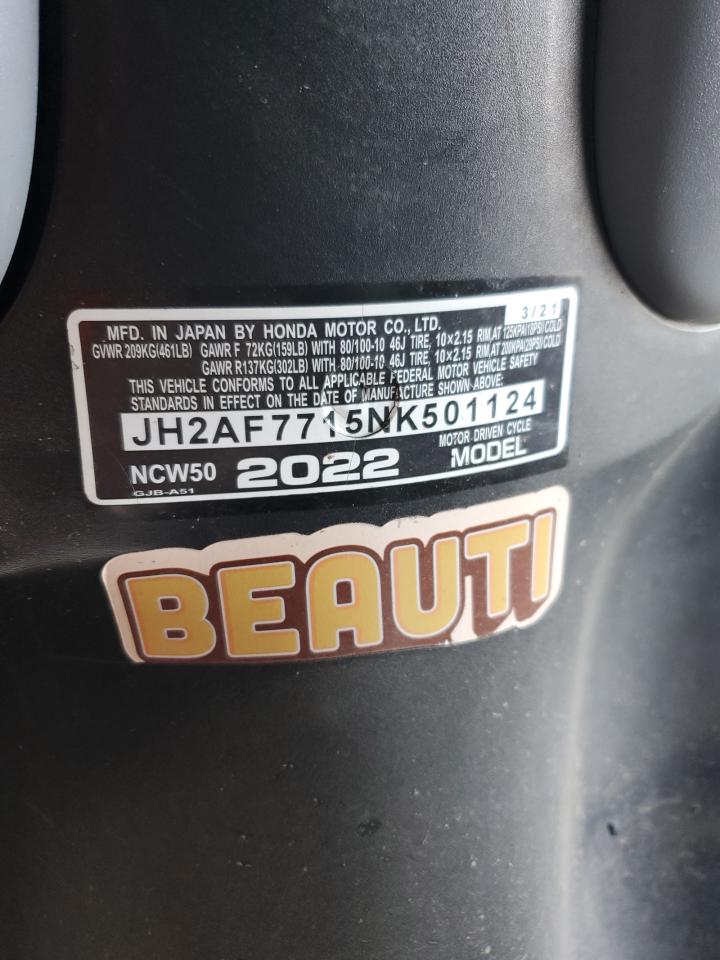 3/21
MFD. IN JAPAN BY HONDA MOTOR CO., LTD.
GVWR 209KG(461LB) GAWR F 72KG(159LB) WITH 80/100-10 46J TIRE, 10×2.15 RIM AT 125KPA(18PSI) COLD
GAWR R137KG(302LB) WITH 80/100-10 46J TIRE, 10×2.15 RIM AT 200KPA(29PSI) COLD
THIS VEHICLE CONFORMS TO ALL APPLICABLE FEDERAL MOTOR VEHICLE SAFETY
STANDARDS IN EFFECT ON THE DATE OF MANUFACTURE SHOWN ABOVE.
JH2AF7715NK501124
MOTOR DRIVEN CYCLE
NCW50 2022 MODEL
GJB-A51
BEAUTI